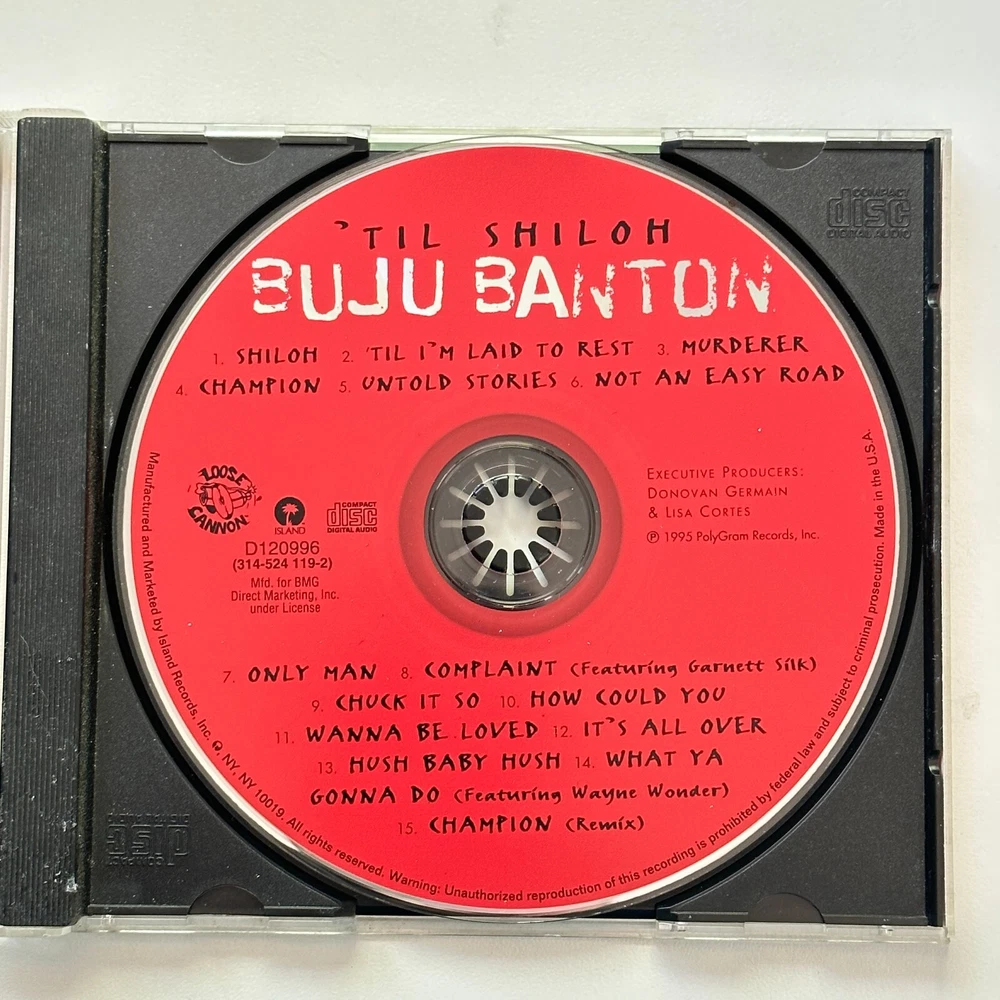 COMPACT
disc
DIGITAL AUDIO
'TIL SHILOH
BUJU BANTON
1. SHILOH 2. 'TIL I'M LAID TO REST 3. MURDERER
4. CHAMPION 5. UNTOLD STORIES 6. NOT AN EASY ROAD
LOOSE
CANNON
ISLAND
COMPACT
disc
DIGITAL AUDIO
D120996
(314-524 119-2)
Mfd. for BMG
Direct Marketing, Inc.
under License
EXECUTIVE PRODUCERS:
DONOVAN GERMAIN
& LISA CORTES
℗ 1995 PolyGram Records, Inc.
7. ONLY MAN 8. COMPLAINT (Featuring Garnett Silk)
9. CHUCK IT SO 10. HOW COULD YOU
11. WANNA BE LOVED 12. IT'S ALL OVER
13. HUSH BABY HUSH 14. WHAT YA
GONNA DO (Featuring Wayne Wonder)
15. CHAMPION (Remix)
Manufactured and Marketed by Island Records, Inc., NY, NY 10019. All rights reserved. Warning: Unauthorized reproduction of this recording is prohibited by federal law and subject to criminal prosecution. Made in the U.S.A.
COMPACT
disc
DIGITAL AUDIO